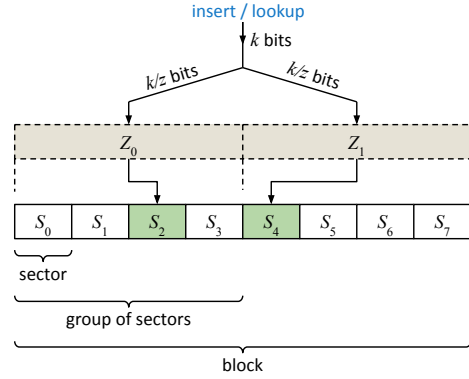 insert / lookup
k bits
k/z bits
k/z bits
Z₀
Z₁
S₀
S₁
S₂
S₃
S₄
S₅
S₆
S₇
sector
group of sectors
block